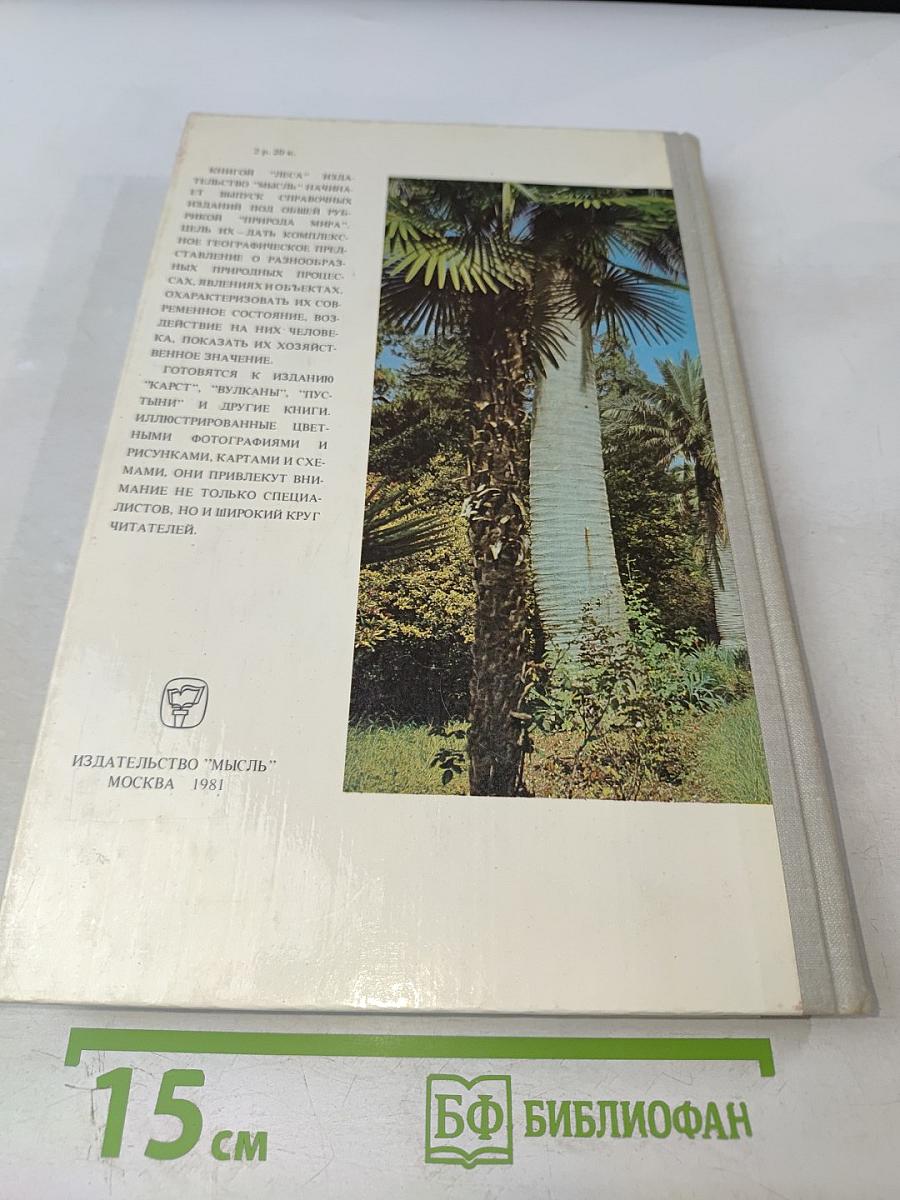 2 р. 20 к.
КНИГОЙ "ЛЕСА" ИЗДА-
ТЕЛЬСТВО "МЫСЛЬ" НАЧИНА-
ЕТ ВЫПУСК СПРАВОЧНЫХ
ИЗДАНИЙ ПОД ОБЩЕЙ РУБ-
РИКОЙ "ПРИРОДА МИРА".
ЦЕЛЬ ИХ – ДАТЬ КОМПЛЕКС-
НОЕ ГЕОГРАФИЧЕСКОЕ ПРЕД-
СТАВЛЕНИЕ О РАЗНООБРАЗ-
НЫХ ПРИРОДНЫХ ПРОЦЕС-
САХ, ЯВЛЕНИЯХ И ОБЪЕКТАХ,
ОХАРАКТЕРИЗОВАТЬ ИХ СОВ-
РЕМЕННОЕ СОСТОЯНИЕ, ВОЗ-
ДЕЙСТВИЕ НА НИХ ЧЕЛОВЕ-
КА, ПОКАЗАТЬ ИХ ХОЗЯЙСТ-
ВЕННОЕ ЗНАЧЕНИЕ.
ГОТОВЯТСЯ К ИЗДАНИЮ
"КАРСТ", "ВУЛКАНЫ", "ПУС-
ТЫНИ" И ДРУГИЕ КНИГИ.
ИЛЛЮСТРИРОВАННЫЕ ЦВЕТ-
НЫМИ ФОТОГРАФИЯМИ И
РИСУНКАМИ, КАРТАМИ И СХЕ-
МАМИ, ОНИ ПРИВЛЕКУТ ВНИ-
МАНИЕ НЕ ТОЛЬКО СПЕЦИА-
ЛИСТОВ, НО И ШИРОКИЙ КРУГ
ЧИТАТЕЛЕЙ.
ИЗДАТЕЛЬСТВО "МЫСЛЬ"
МОСКВА 1981
15 см
БФ БИБЛИОФАН